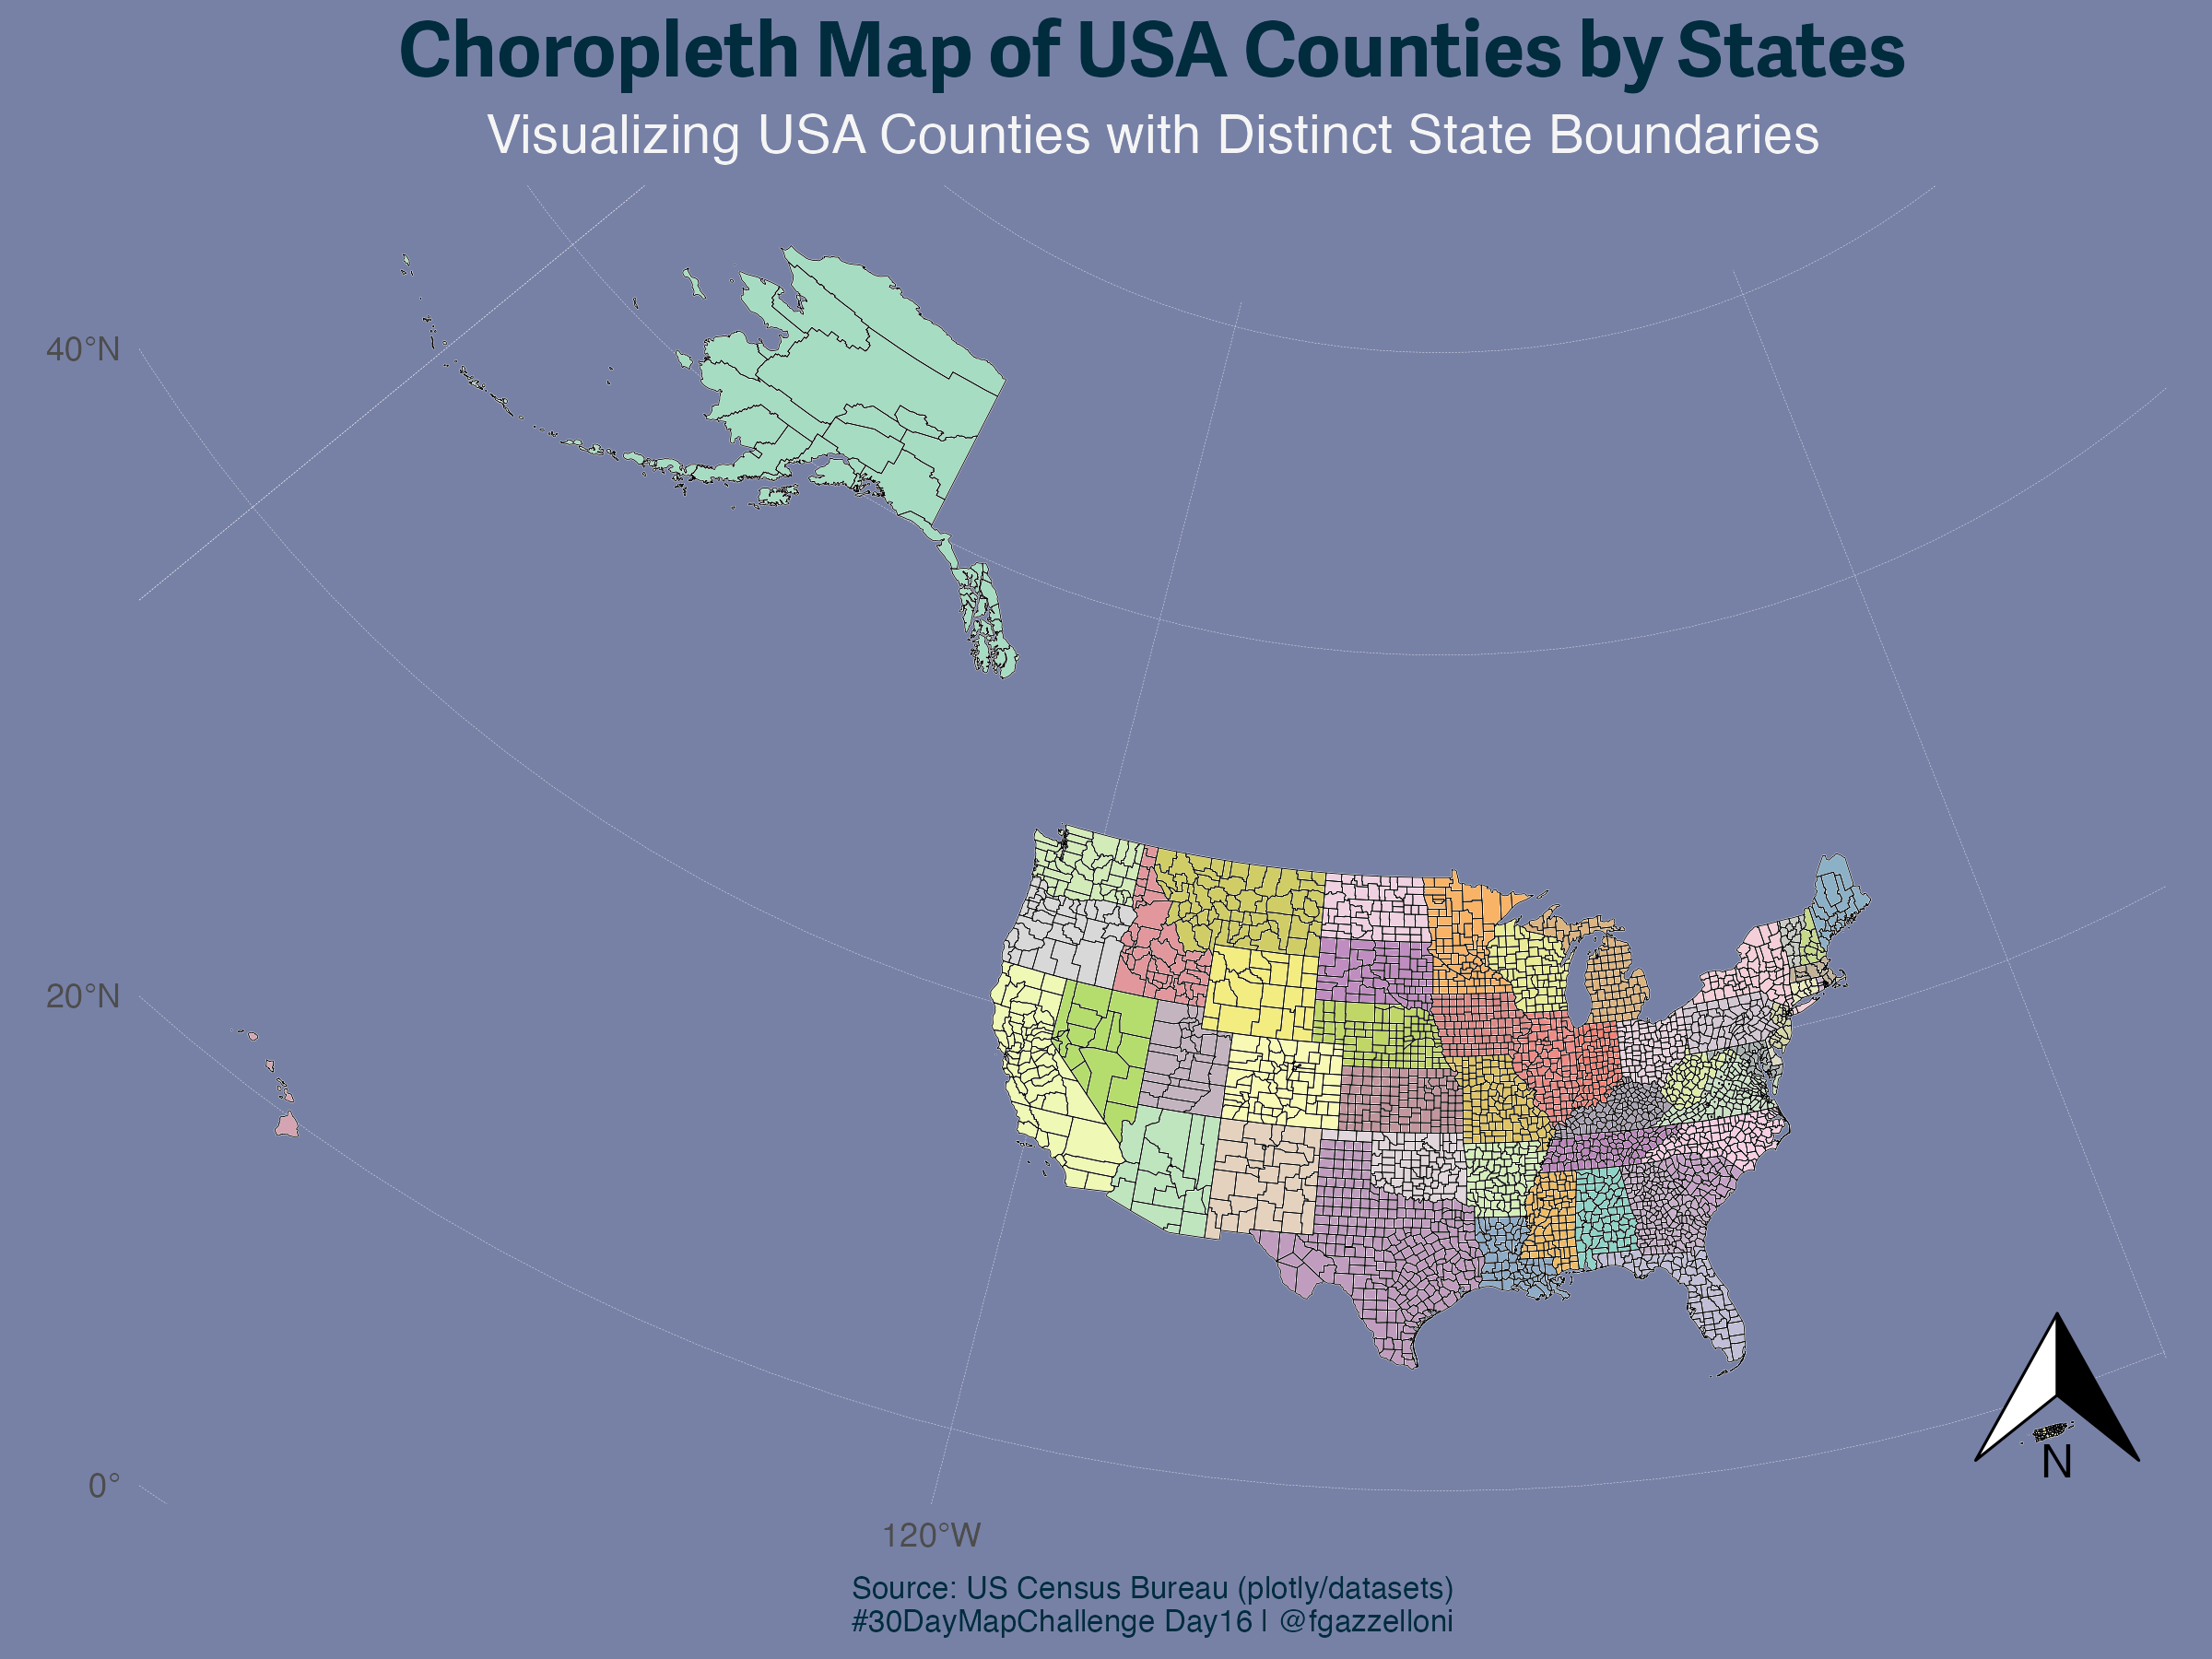 Choropleth Map of USA Counties by States
Visualizing USA Counties with Distinct State Boundaries
40°N
20°N
0°
120°W
N
Source: US Census Bureau (plotly/datasets)
#30DayMapChallenge Day16 | @fgazzelloni